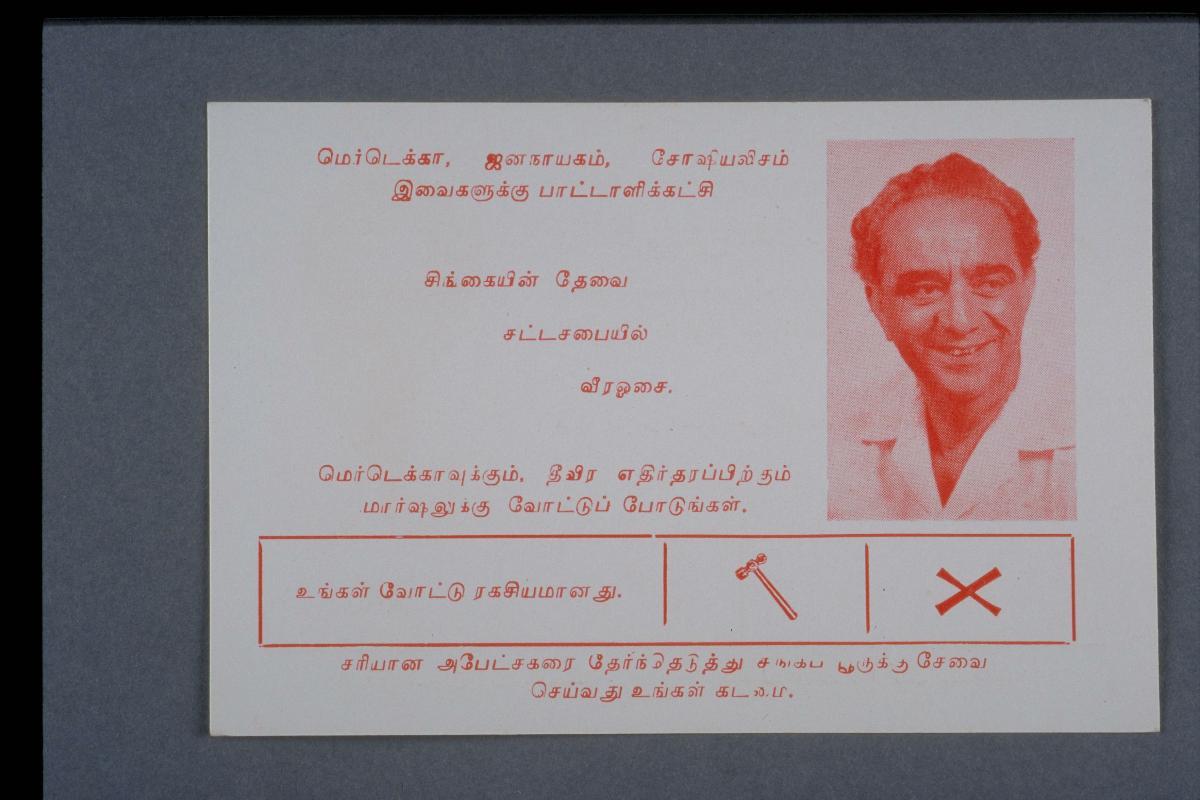 மெர்டெக்கா, ஜனநாயகம், சோஷியலிசம்
இவைகளுக்கு பாட்டாளிக்கட்சி
சிங்கையின் தேவை
சட்டசபையில்
வீரஓசை.
மெர்டெக்காவுக்கும், தீவிர எதிர்தரப்பிற்கும்
மார்ஷலுக்கு வோட்டுப் போடுங்கள்.
உங்கள் வோட்டு ரகசியமானது.
சரியான அபேட்சகரை தேர்ந்தெடுத்து சேவை
செய்வது உங்கள் கடமை.